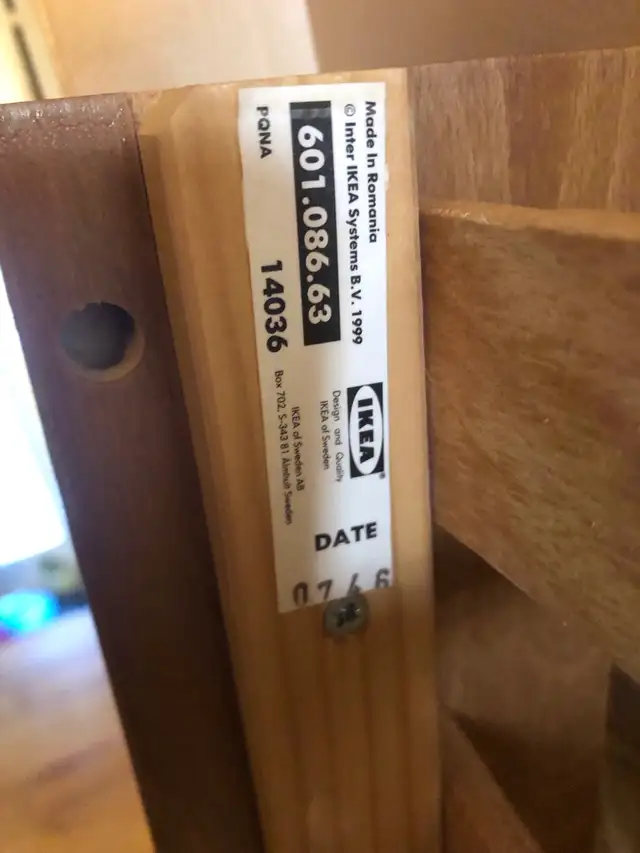 Made In Romania
© Inter IKEA Systems B.V. 1999
601.086.63
PQNA
14036
IKEA®
Design and Quality
IKEA of Sweden
IKEA of Sweden AB
Box 702, S-343 81 Älmhult Sweden
DATE